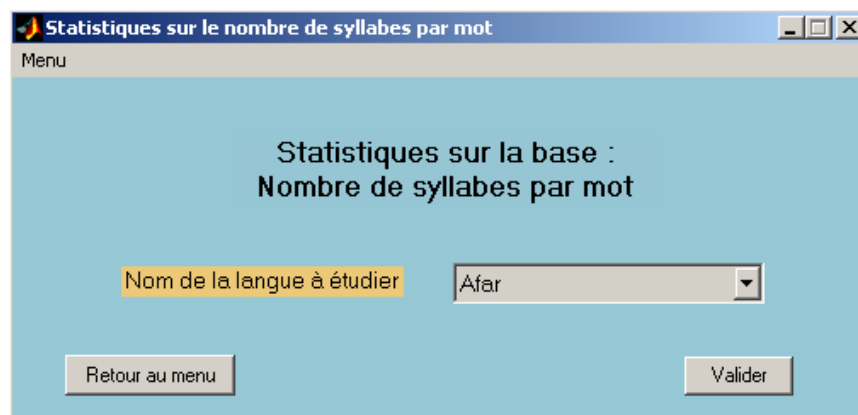 Statistiques sur le nombre de syllabes par mot
Menu
Statistiques sur la base :
Nombre de syllabes par mot
Nom de la langue à étudier
Afar
Retour au menu
Valider